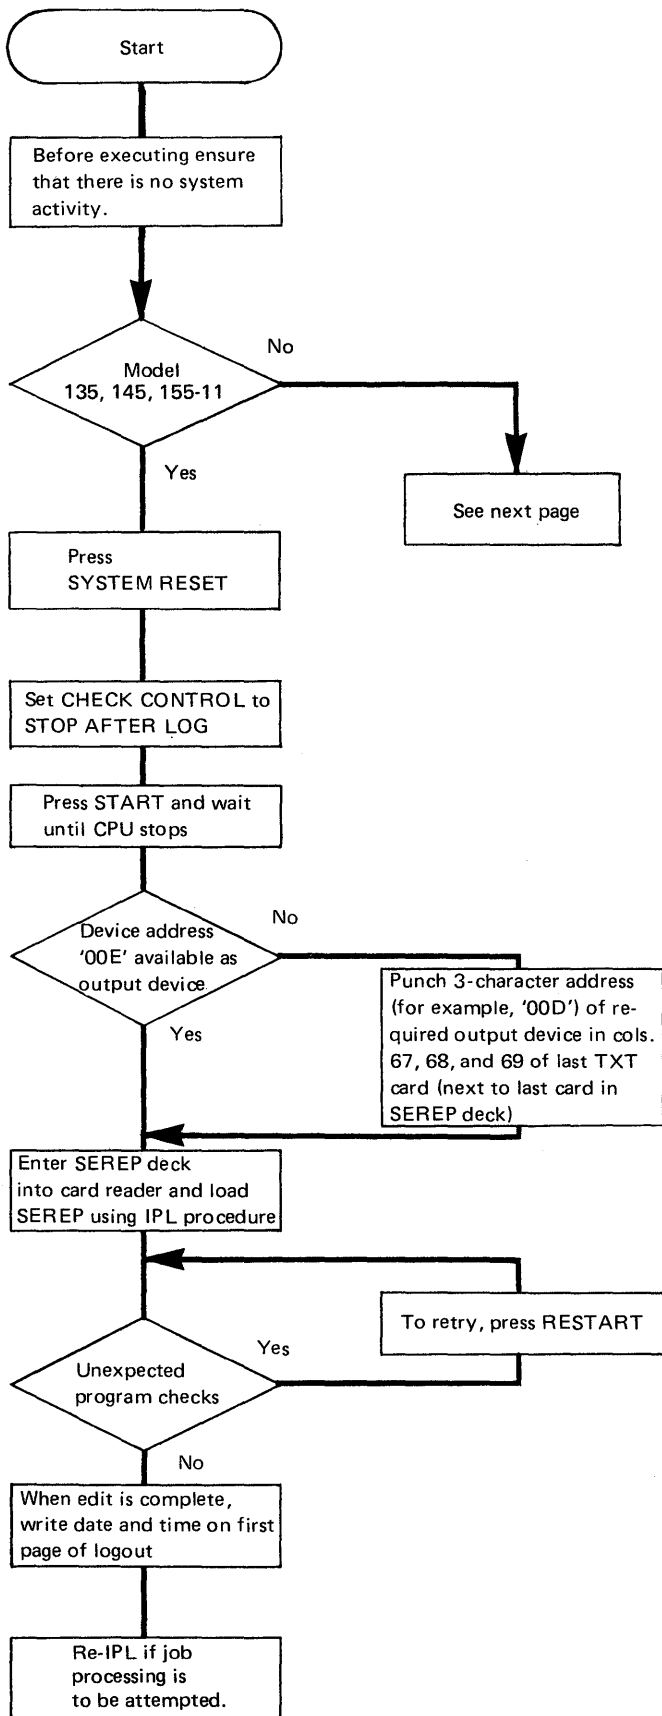 Start
Before executing ensure
that there is no system
activity.
Model
135, 145, 155-11
No
Yes
See next page
Press
SYSTEM RESET
Set CHECK CONTROL to
STOP AFTER LOG
Press START and wait
until CPU stops
Device address
'00E' available as
output device
No
Yes
Punch 3-character address
(for example, '00D') of re-
quired output device in cols.
67, 68, and 69 of last TXT
card (next to last card in
SEREP deck)
Enter SEREP deck
into card reader and load
SEREP using IPL procedure
To retry, press RESTART
Unexpected
program checks
Yes
No
When edit is complete,
write date and time on first
page of logout
Re-IPL if job
processing is
to be attempted.